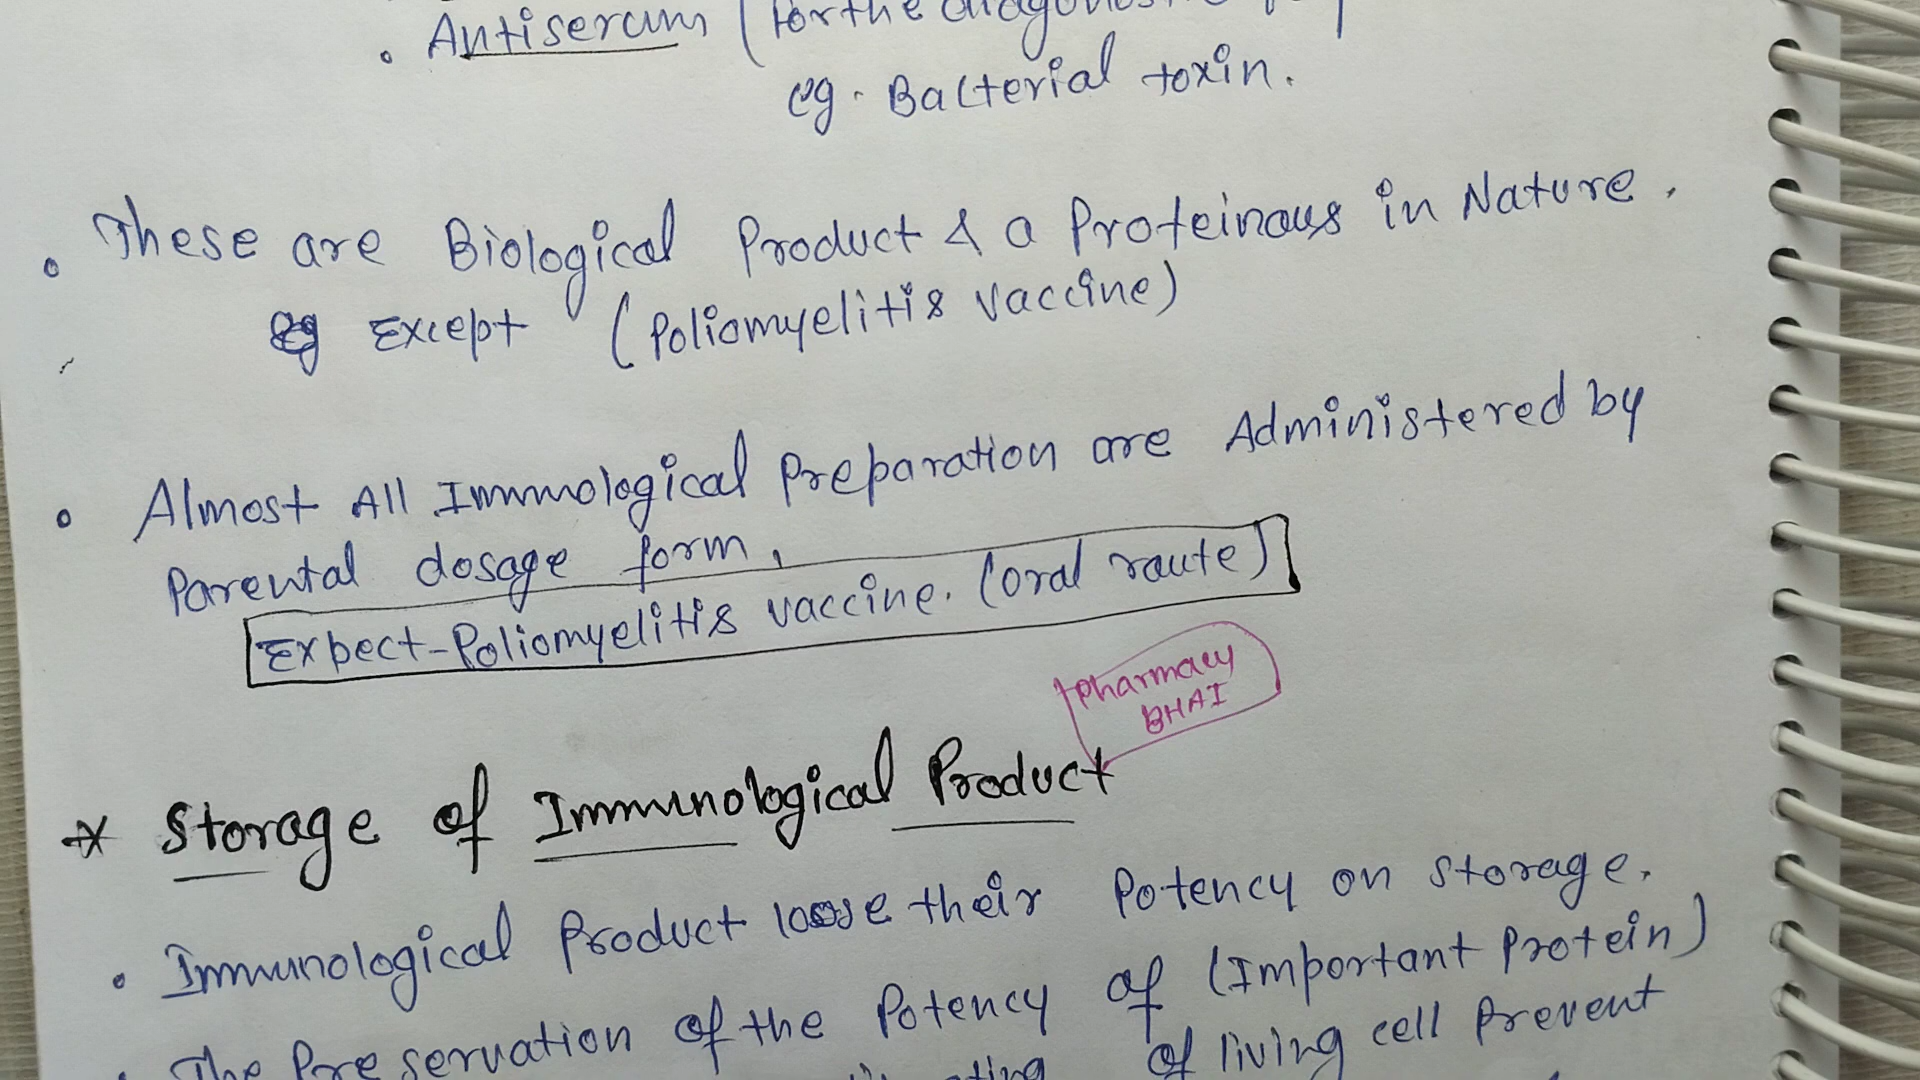 • Antiserum (for the
eg. Bacterial toxin.
• These are Biological Product & a Proteinous in Nature.
Except (Poliomyelitis vaccine)
• Almost All Immnological Preparation are Administered by
Parental dosage form,
Expect-Poliomyelitis vaccine. (oral raute)
Pharmacy
BHAI
* Storage of Immunological Product
• Immunological Product loose their Potency on storage.
• The Preservation of the Potency of (Important Protein)
of living cell Prevent